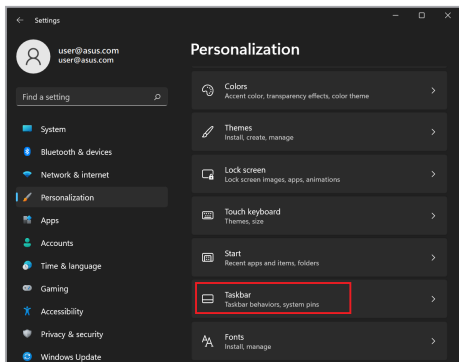 Settings
user@asus.com
user@asus.com
Find a setting
System
Bluetooth & devices
Network & internet
Personalization
Apps
Accounts
Time & language
Gaming
Accessibility
Privacy & security
Windows Update
Personalization
Colors
Accent color, transparency effects, color theme
Themes
Install, create, manage
Lock screen
Lock screen images, apps, animations
Touch keyboard
Themes, size
Start
Recent apps and items, folders
Taskbar
Taskbar behaviors, system pins
Fonts
Install, manage